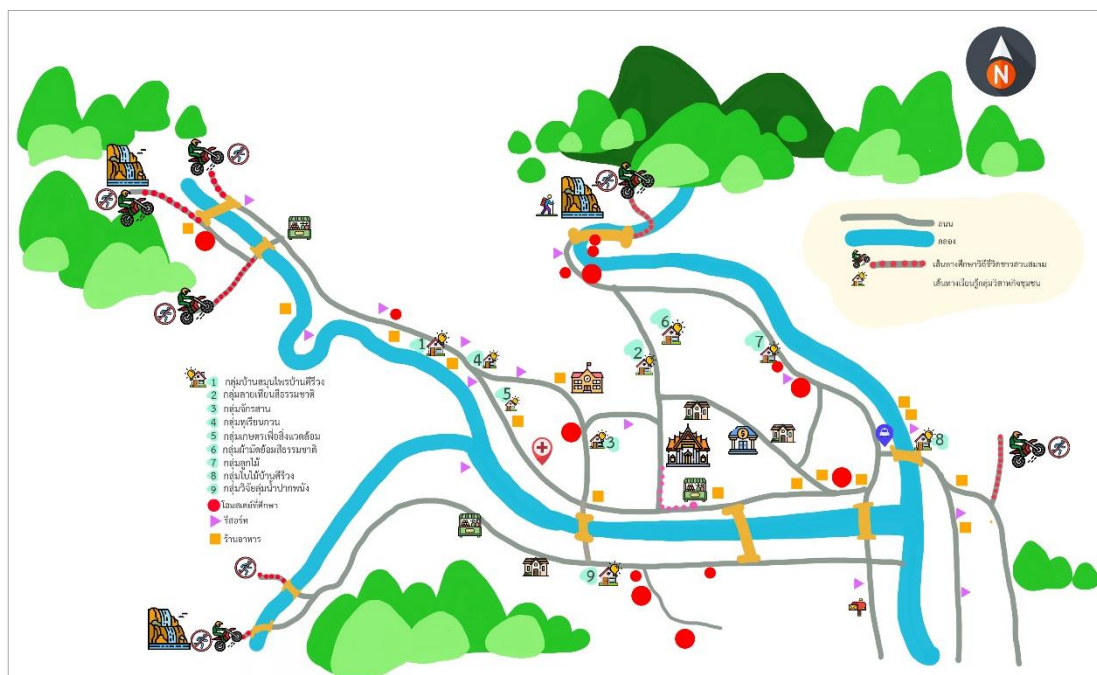 N
ถนน
คลอง
เส้นทางศึกษาวิถีชีวิตชาวสวนสมรม
เส้นทางเรียนรู้กลุ่มวิสาหกิจชุมชน
6
1
4
2
7
5
3
8
9
1 กลุ่มบ้านสมุนไพรบ้านคีรีวง
2 กลุ่มลายเทียนสีธรรมชาติ
3 กลุ่มจักรสาน
4 กลุ่มทุเรียนกวน
5 กลุ่มเกษตรเพื่อสิ่งแวดล้อม
6 กลุ่มผ้ามัดย้อมสีธรรมชาติ
7 กลุ่มลูกไม้
8 กลุ่มใบไม้บ้านคีรีวง
9 กลุ่มวิจัยลุ่มน้ำปากพนัง
โฮมสเตย์ที่ศึกษา
รีสอร์ท
ร้านอาหาร